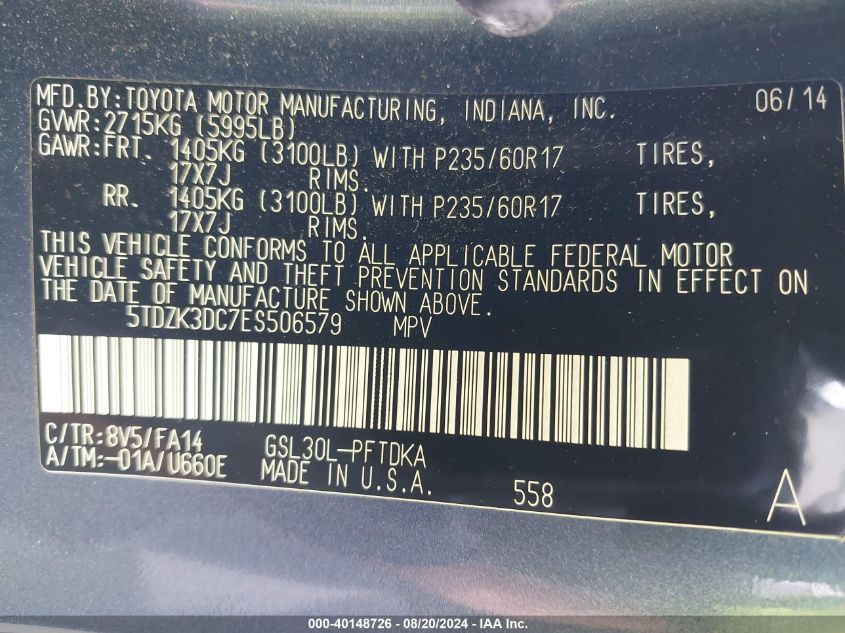 MFD.BY:TOYOTA MOTOR MANUFACTURING, INDIANA, INC. 06/14
GVWR:2715KG (5995LB)
GAWR:FRT. 1405KG (3100LB) WITH P235/60R17 TIRES,
17X7J RIMS.
RR. 1405KG (3100LB) WITH P235/60R17 TIRES,
17X7J RIMS.
THIS VEHICLE CONFORMS TO ALL APPLICABLE FEDERAL MOTOR
VEHICLE SAFETY AND THEFT PREVENTION STANDARDS IN EFFECT ON
THE DATE OF MANUFACTURE SHOWN ABOVE.
5TDZK3DC7ES506579 MPV
C/TR:8V5/FA14 GSL30L-PFTDKA
A/TM:-01A/U660E MADE IN U.S.A. 558 A
000-40148726 - 08/20/2024 - IAA Inc.